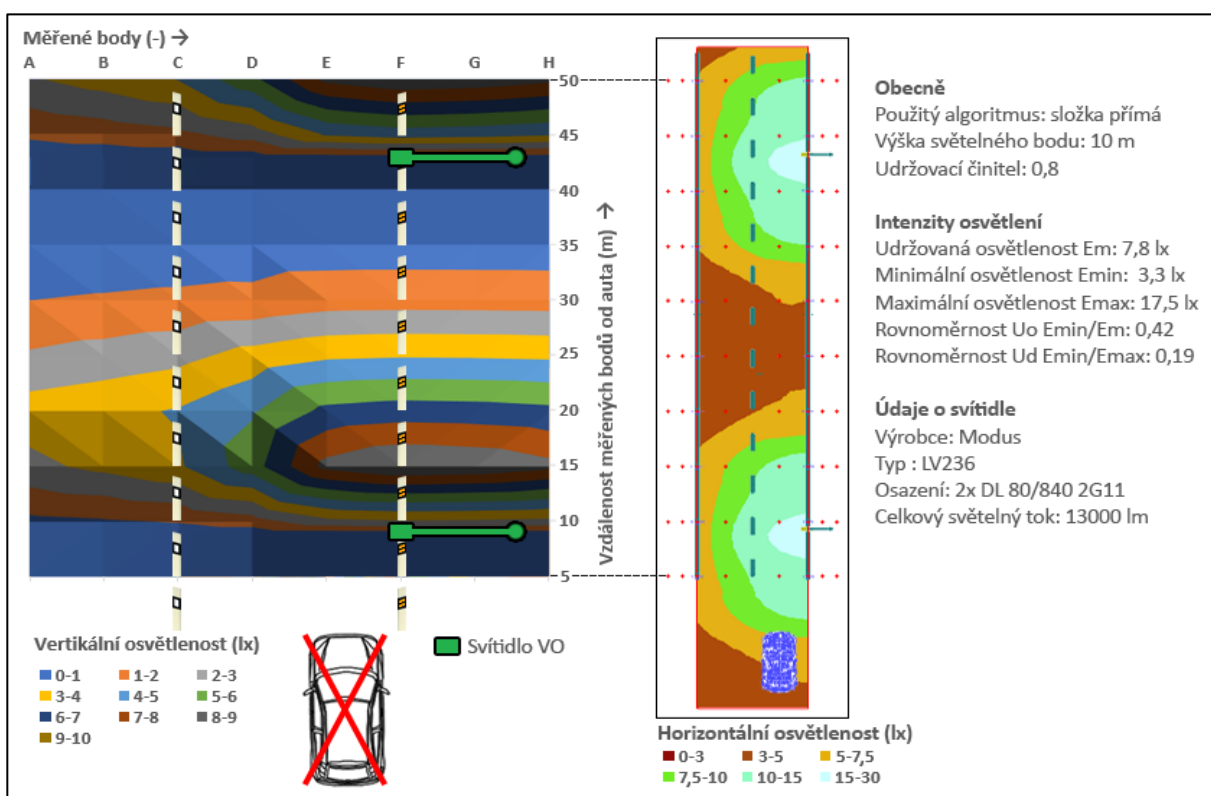 Měřené body (-) →
A B C D E F G H
50
45
40
35
30
25
20
15
10
5
Vzdálenost měřených bodů od auta (m) →
Vertikální osvětlenost (lx)
0-1 1-2 2-3
3-4 4-5 5-6
6-7 7-8 8-9
9-10
Svítidlo VO
Horizontální osvětlenost (lx)
0-3 3-5 5-7,5
7,5-10 10-15 15-30
Obecně
Použitý algoritmus: složka přímá
Výška světelného bodu: 10 m
Udržovací činitel: 0,8
Intenzity osvětlení
Udržovaná osvětlenost Em: 7,8 lx
Minimální osvětlenost Emin: 3,3 lx
Maximální osvětlenost Emax: 17,5 lx
Rovnoměrnost Uo Emin/Em: 0,42
Rovnoměrnost Ud Emin/Emax: 0,19
Údaje o svítidle
Výrobce: Modus
Typ : LV236
Osazení: 2x DL 80/840 2G11
Celkový světelný tok: 13000 lm